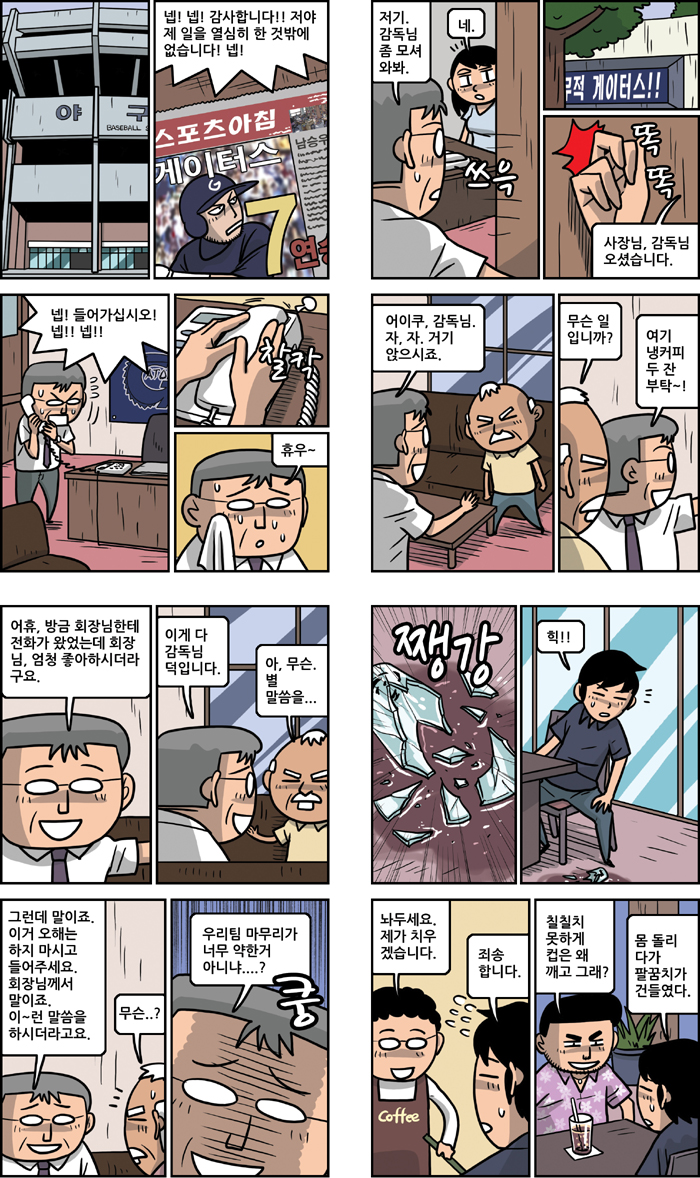 야구
BASEBALL S
넵! 넵! 감사합니다!! 저야
제 일을 열심히 한 것밖에
없습니다! 넵!
스포츠아침
게이터스
남승우
G
7
연승
넵! 들어가십시오!
넵!! 넵!!
찰칵
휴우~
저기.
감독님
좀 모셔
와봐.
네.
쓰윽
무적 게이터스!!
똑
똑
사장님, 감독님
오셨습니다.
어이쿠, 감독님.
자, 자. 거기
앉으시죠.
무슨 일
입니까?
여기
냉커피
두 잔
부탁~!
어휴, 방금 회장님한테
전화가 왔었는데 회장
님, 엄청 좋아하시더라
구요.
이게 다
감독님
덕입니다.
아, 무슨.
별
말씀을...
그런데 말이죠.
이거 오해는
하지 마시고
들어주세요.
회장님께서
말이죠.
이~런 말씀을
하시더라고요.
무슨..?
우리팀 마무리가
너무 약한거
아니냐....?
쿵
쨍강
힉!!
놔두세요.
제가 치우
겠습니다.
죄송
합니다.
Coffee
칠칠치
못하게
컵은 왜
깨고 그래?
몸 돌리
다가
팔꿈치가
건들였다.